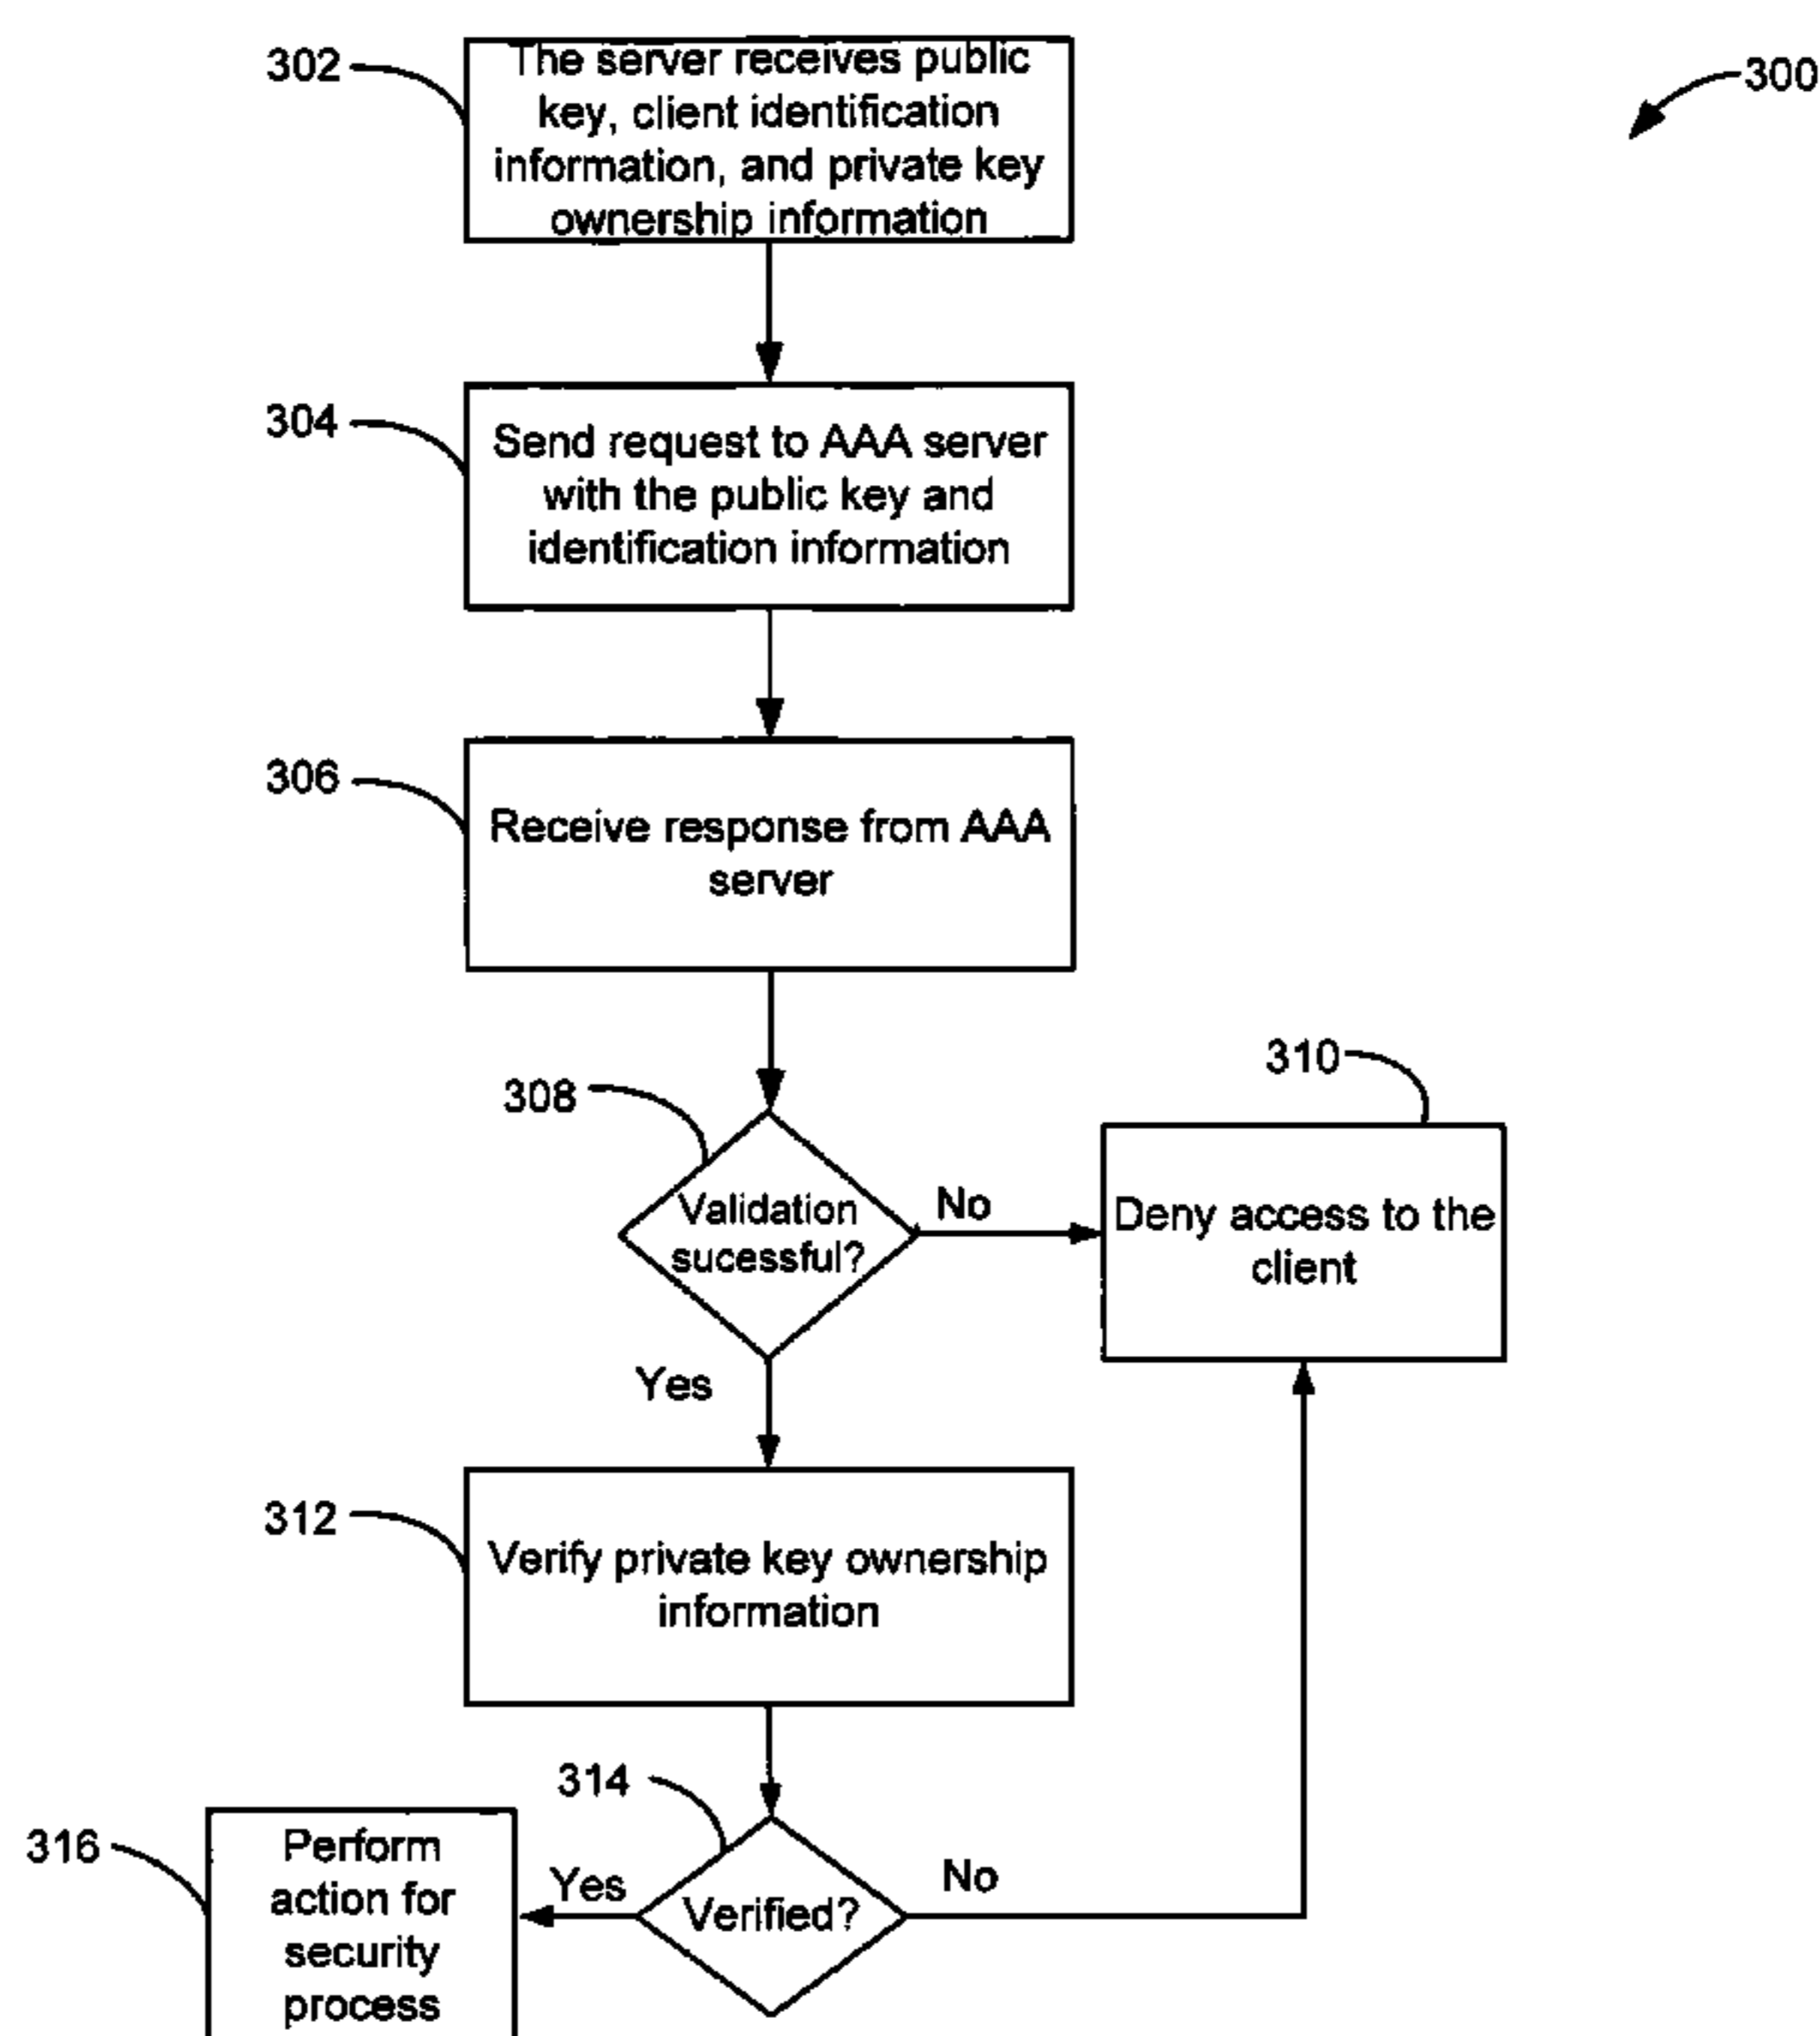 302
The server receives public
key, client identification
information, and private key
ownership information
300
304
Send request to AAA server
with the public key and
identification information
306
Receive response from AAA
server
308
Validation
sucessful?
No
310
Deny access to the
client
Yes
312
Verify private key ownership
information
314
Verified?
Yes
No
316
Perform
action for
security
process